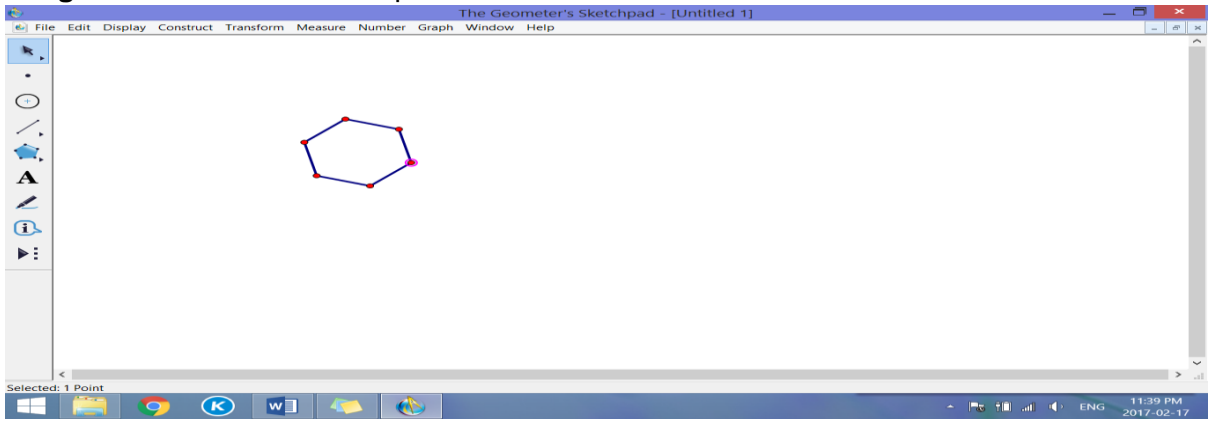 The Geometer's Sketchpad - [Untitled 1]
File Edit Display Construct Transform Measure Number Graph Window Help
A
Selected: 1 Point
K
W
ENG
11:39 PM
2017-02-17